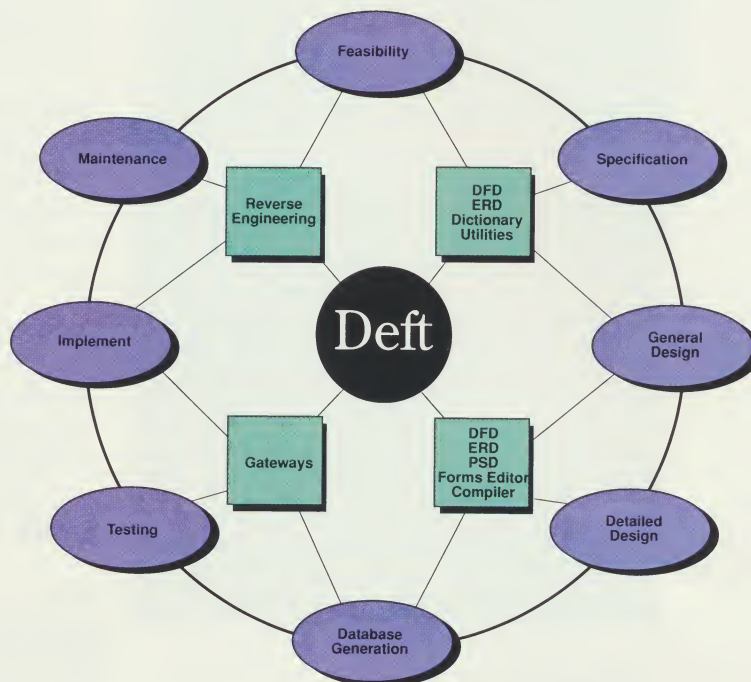 Feasibility
Maintenance
Specification
Reverse
Engineering
DFD
ERD
Dictionary
Utilities
Deft
Implement
General
Design
Gateways
DFD
ERD
PSD
Forms Editor
Compiler
Testing
Detailed
Design
Database
Generation